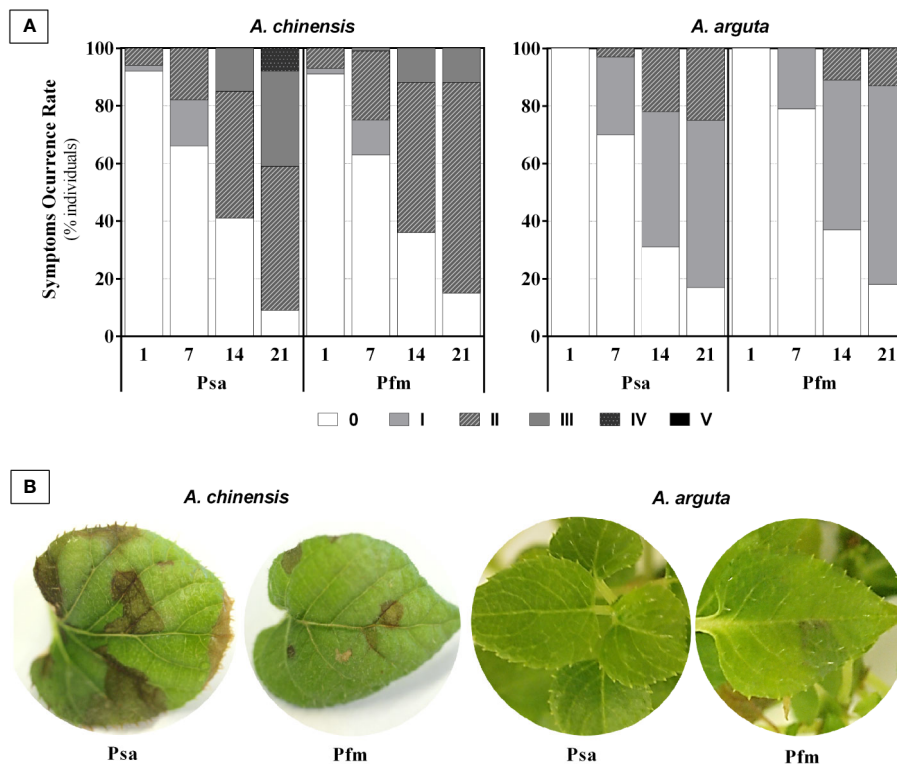 A
A. chinensis
A. arguta
Symptoms Ocurrence Rate
(% individuals)
100
80
60
40
20
0
1 7 14 21 1 7 14 21
Psa Pfm
100
80
60
40
20
0
1 7 14 21 1 7 14 21
Psa Pfm
0 I II III IV V
B
A. chinensis
A. arguta
Psa Pfm Psa Pfm